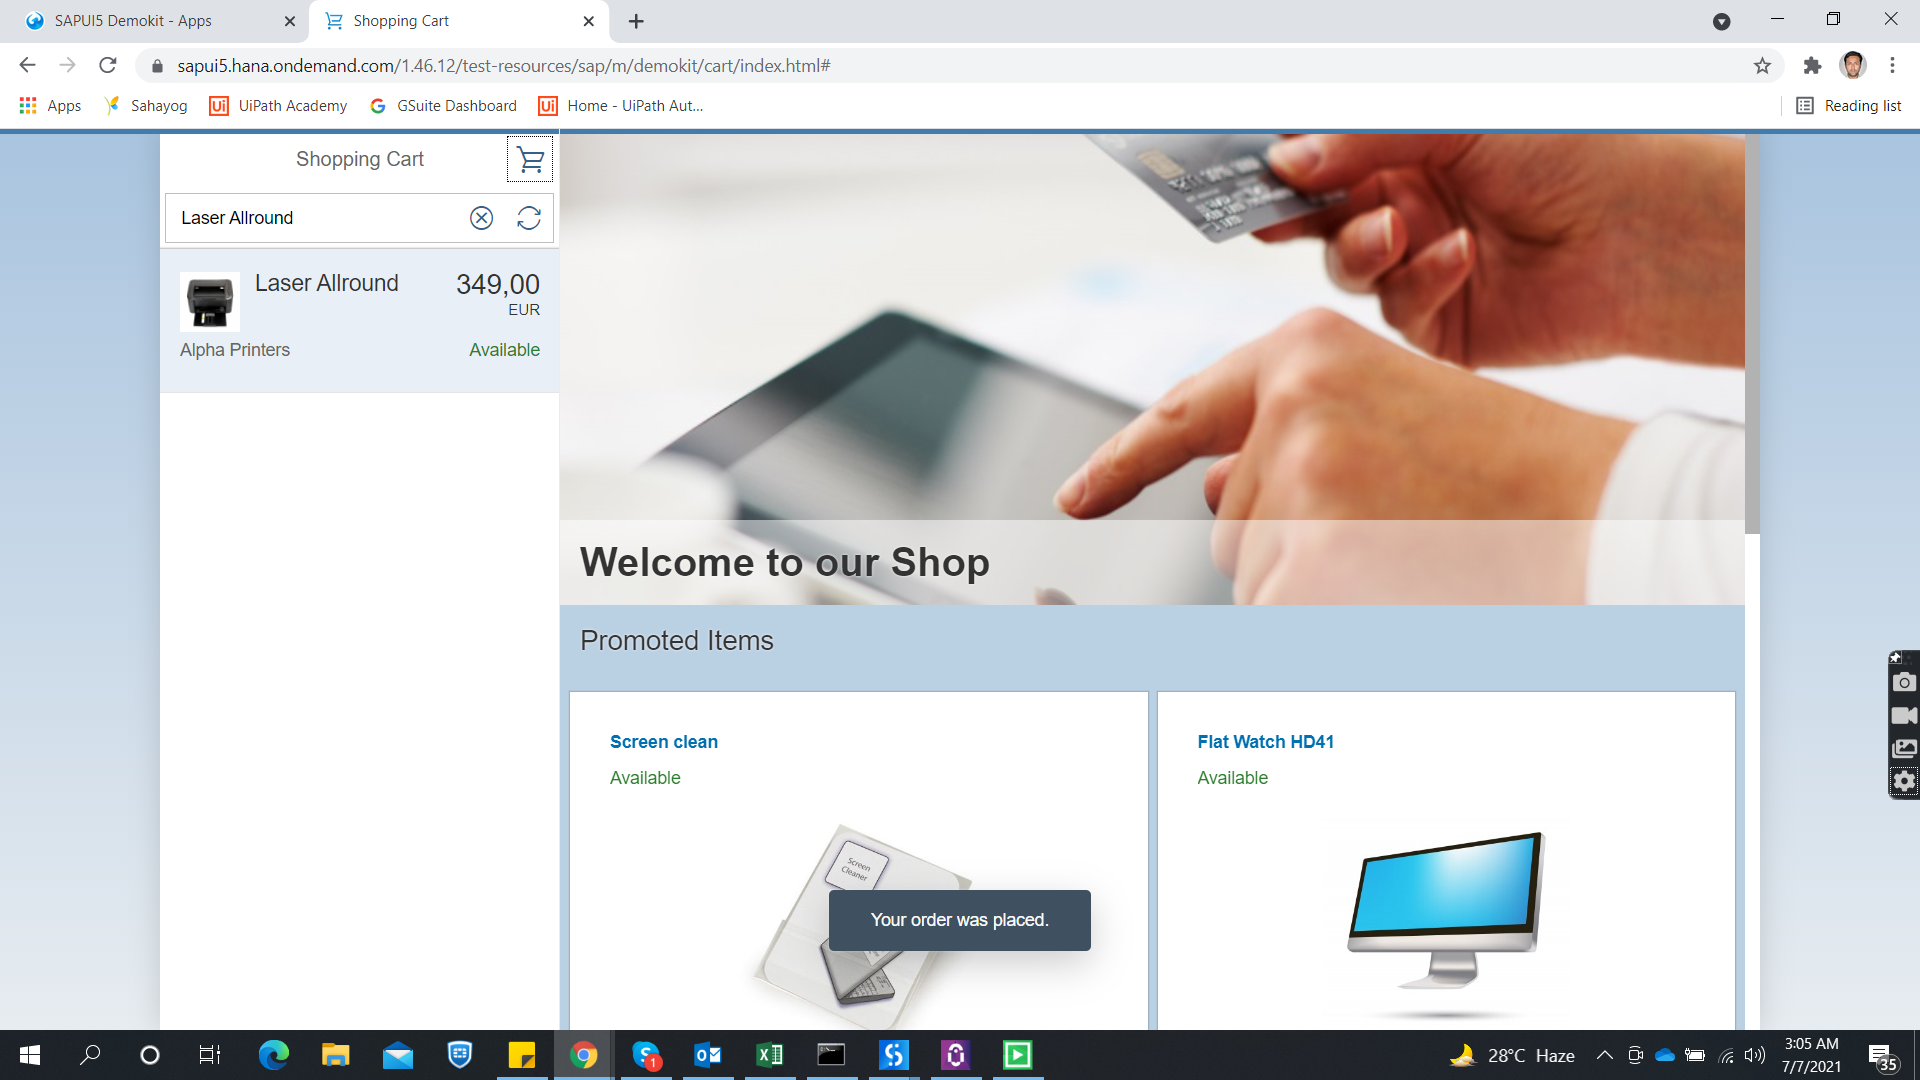 SAPUI5 Demokit - Apps
Shopping Cart
sapui5.hana.ondemand.com/1.46.12/test-resources/sap/m/demokit/cart/index.html#
Apps
Sahayog
UiPath Academy
GSuite Dashboard
Home - UiPath Aut...
Reading list
Shopping Cart
Laser Allround
Laser Allround
349,00
EUR
Alpha Printers
Available
Welcome to our Shop
Promoted Items
Screen clean
Available
Flat Watch HD41
Available
Screen
Cleaner
Your order was placed.
1
28°C Haze
3:05 AM
7/7/2021
35